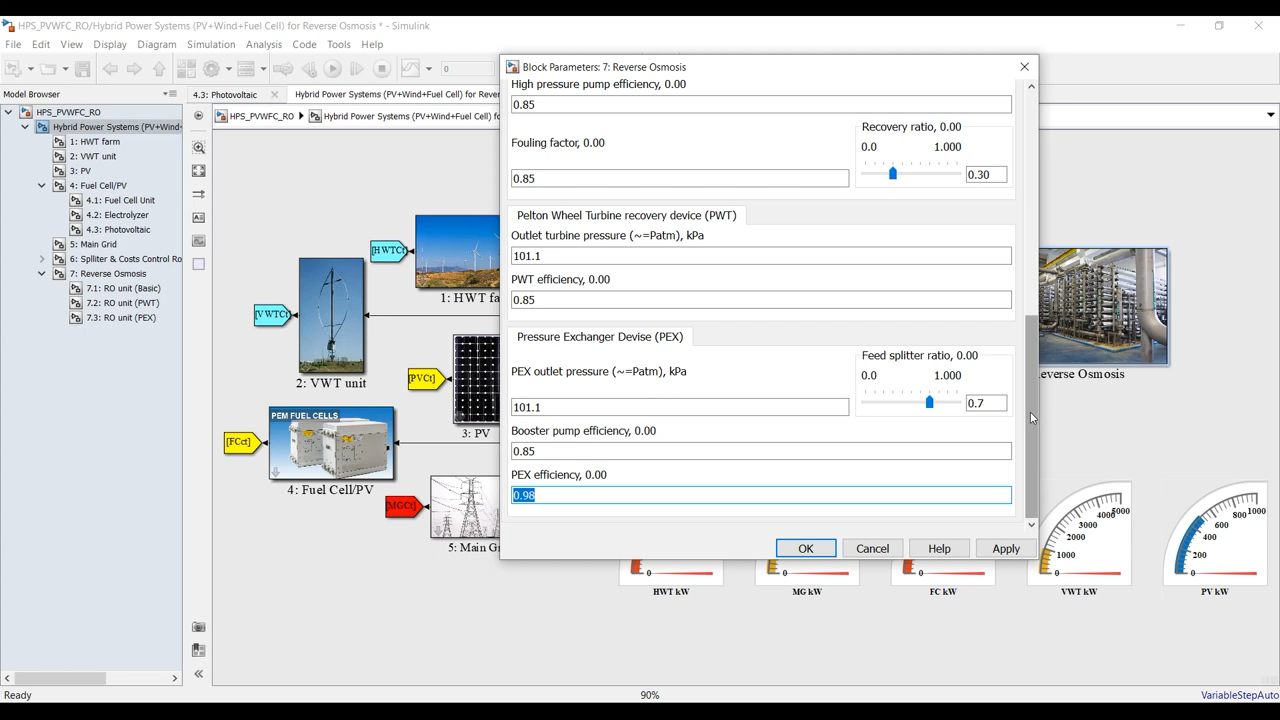 HPS_PVWFC_RO/Hybrid Power Systems (PV+Wind+Fuel Cell) for Reverse Osmosis * - Simulink
File Edit View Display Diagram Simulation Analysis Code Tools Help
0
Model Browser
4.3: Photovoltaic
Hybrid Power Systems (PV+Wind+Fuel Cell) for Rever
HPS_PVWFC_RO
Hybrid Power Systems (PV+Wind+Fuel Cell) fo
HPS_PVWFC_RO
Hybrid Power Systems (PV+Wind-
1: HWT farm
2: VWT unit
3: PV
4: Fuel Cell/PV
4.1: Fuel Cell Unit
4.2: Electrolyzer
4.3: Photovoltaic
5: Main Grid
6: Splliter & Costs Control Ro
7: Reverse Osmosis
7.1: RO unit (Basic)
7.2: RO unit (PWT)
7.3: RO unit (PEX)
[HWTCt]
1: HWT fa
[VWTCt]
2: VWT unit
[PVCt]
3: PV
PEM FUEL CELLS
[FCct]
4: Fuel Cell/PV
[MGCt]
5: Main Gr
Block Parameters: 7: Reverse Osmosis
High pressure pump efficiency, 0.00
0.85
Fouling factor, 0.00
0.85
Recovery ratio, 0.00
0.0 1.000
0.30
Pelton Wheel Turbine recovery device (PWT)
Outlet turbine pressure (~=Patm), kPa
101.1
PWT efficiency, 0.00
0.85
Pressure Exchanger Devise (PEX)
PEX outlet pressure (~=Patm), kPa
101.1
Feed splitter ratio, 0.00
0.0 1.000
0.7
Booster pump efficiency, 0.00
0.85
PEX efficiency, 0.00
0.98
OK Cancel Help Apply
everse Osmosis
0
HWT kW
0
MG kW
0
FC kW
0 1000 2000 3000 4000 5000
VWT kW
0 200 400 600 800 1000
PV kW
Ready
90%
VariableStepAuto